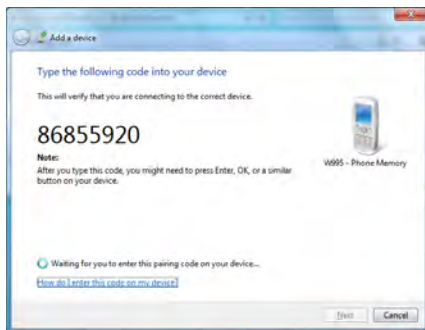 Add a device
Type the following code into your device
This will verify that you are connecting to the correct device.
86855920
Note:
After you type this code, you might need to press Enter, OK, or a similar
button on your device.
W995 - Phone Memory
Waiting for you to enter this pairing code on your device...
How do I enter this code on my device?
Next
Cancel